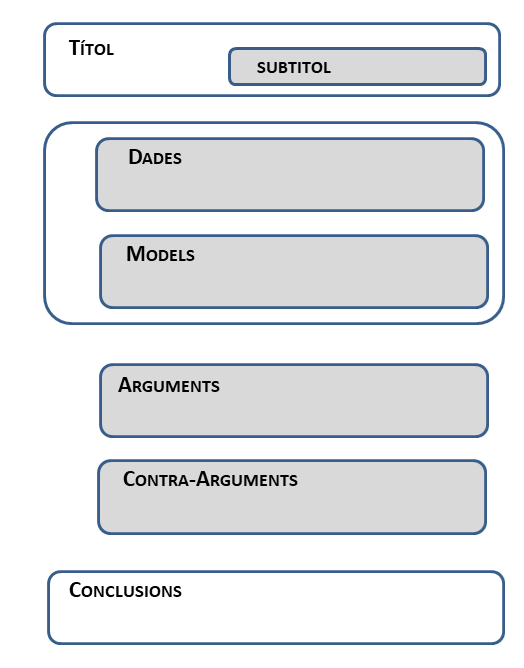 Títol
subtitol
Dades
Models
Arguments
Contra-Arguments
Conclusions